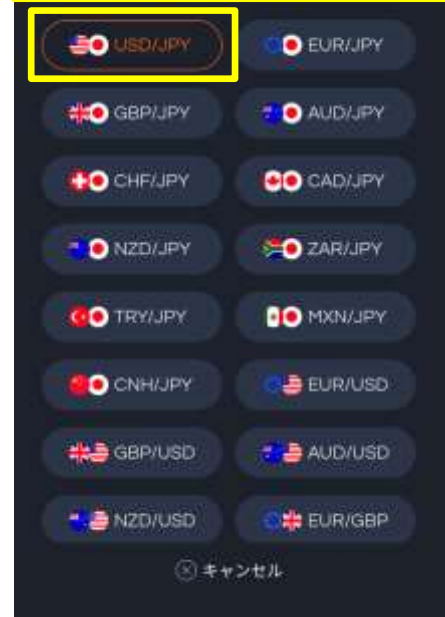 USD/JPY EUR/JPY
GBP/JPY AUD/JPY
CHF/JPY CAD/JPY
NZD/JPY ZAR/JPY
TRY/JPY MXN/JPY
CNH/JPY EUR/USD
GBP/USD AUD/USD
NZD/USD EUR/GBP
キャンセル